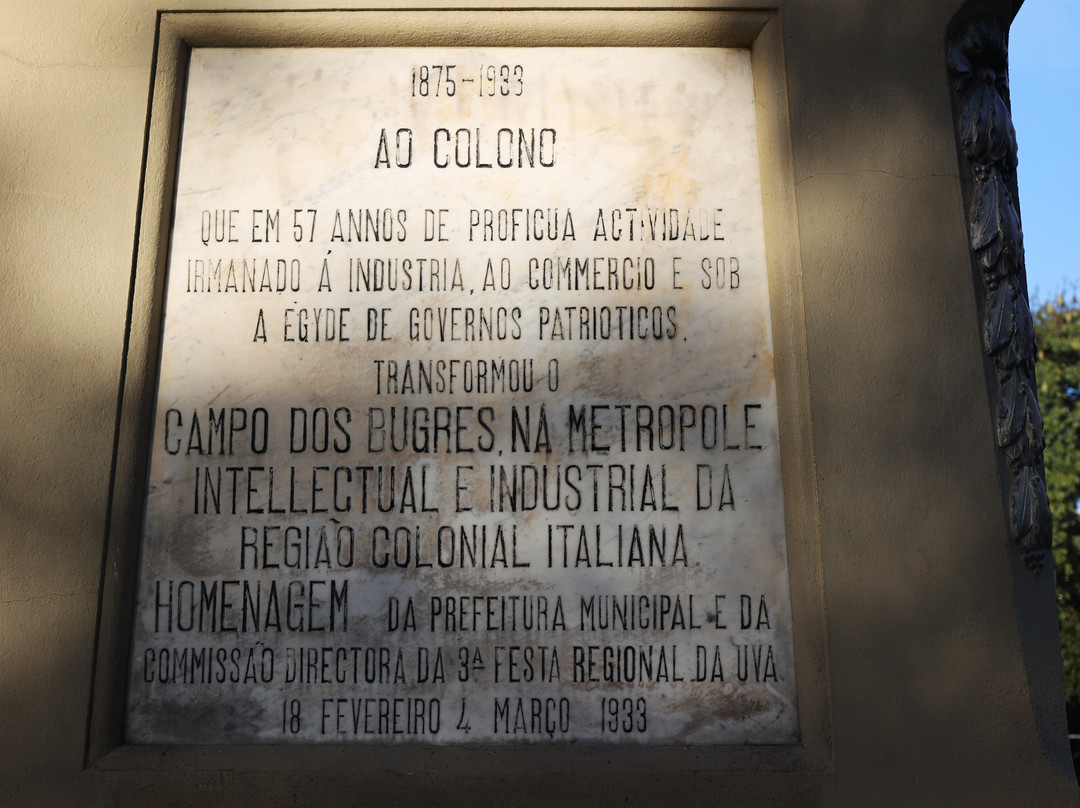 1875-1933
AO COLONO
QUE EM 57 ANNOS DE PROFICUA ACTIVIDADE
IRMANADO Á INDUSTRIA, AO COMMERCIO E SOB
A EGYDE DE GOVERNOS PATRIOTICOS,
TRANSFORMOU O
CAMPO DOS BUGRES, NA METROPOLE
INTELLECTUAL E INDUSTRIAL DA
REGIÃO COLONIAL ITALIANA.
HOMENAGEM DA PREFEITURA MUNICIPAL E DA
COMMISSÃO DIRECTORA DA 3ª FESTA REGIONAL DA UVA
18 FEVEREIRO 4 MARÇO 1933